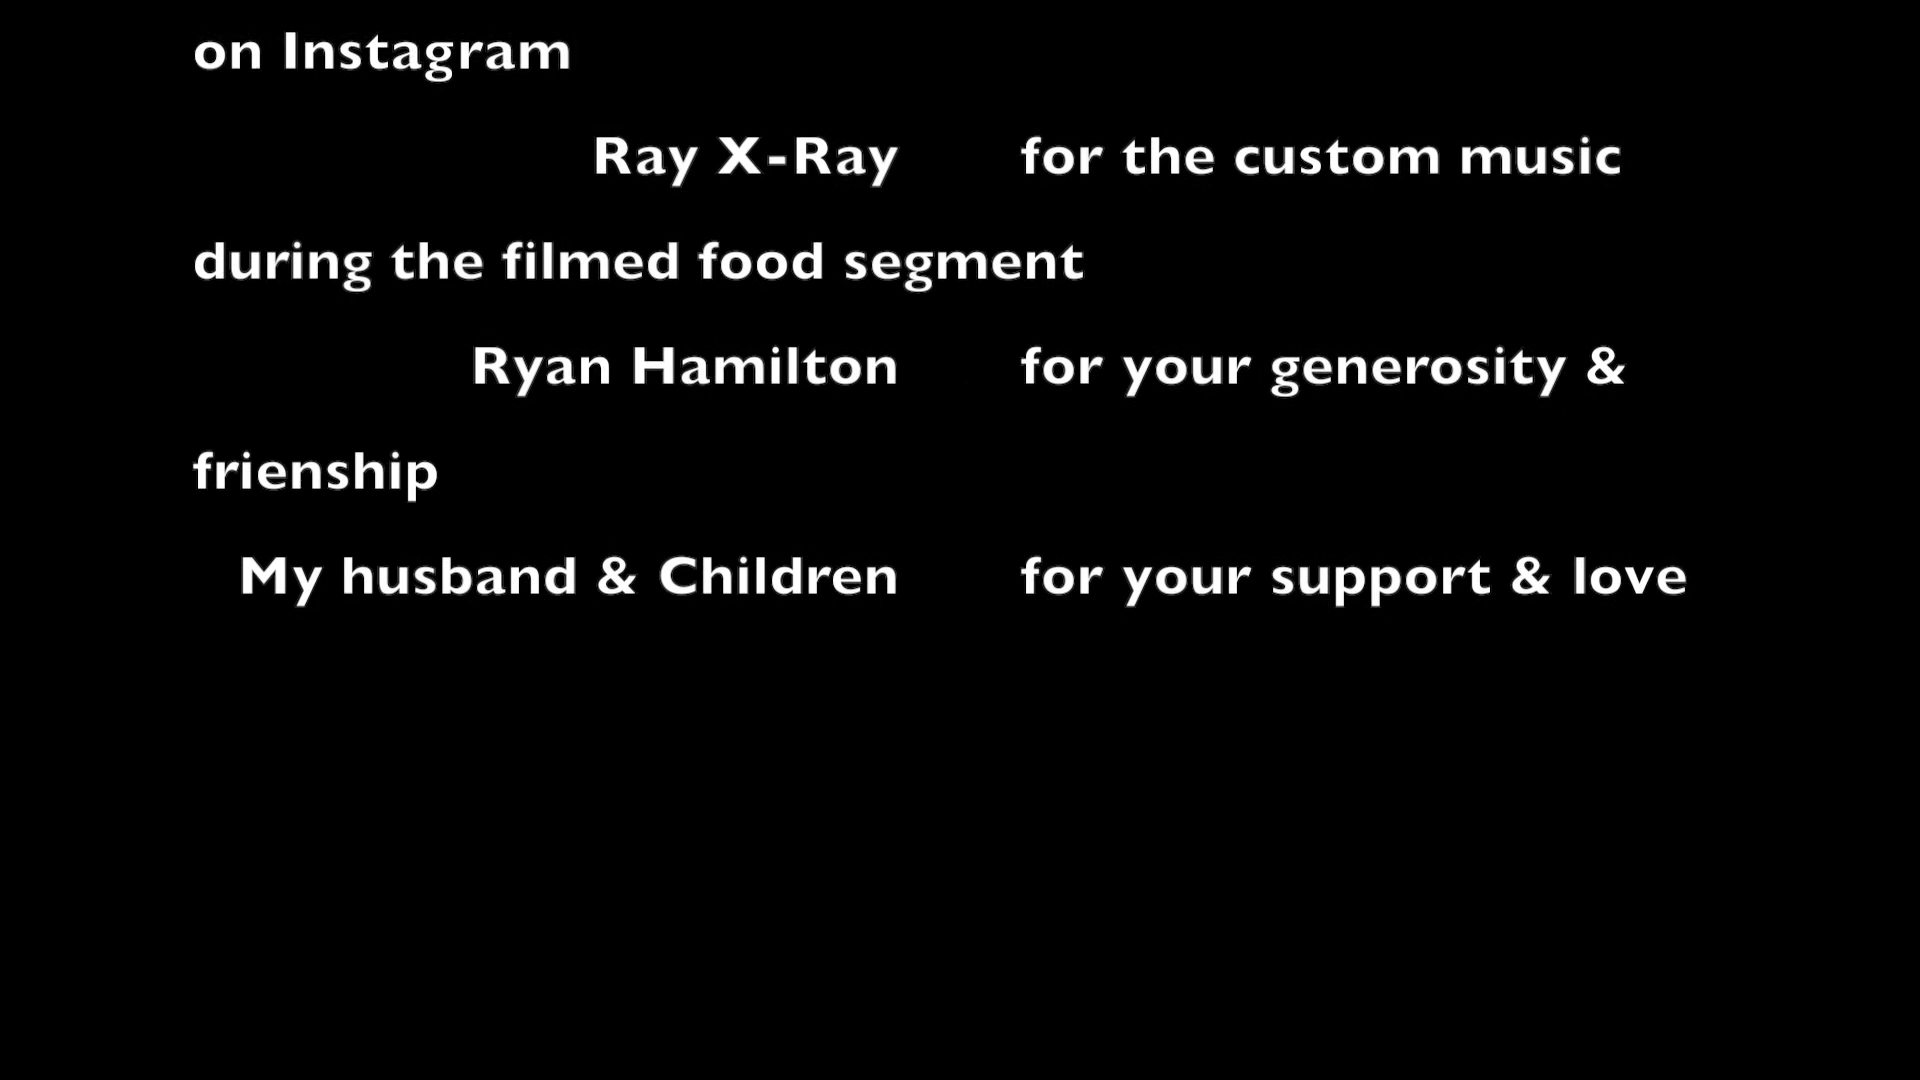 on Instagram
Ray X-Ray for the custom music
during the filmed food segment
Ryan Hamilton for your generosity &
frienship
My husband & Children for your support & love